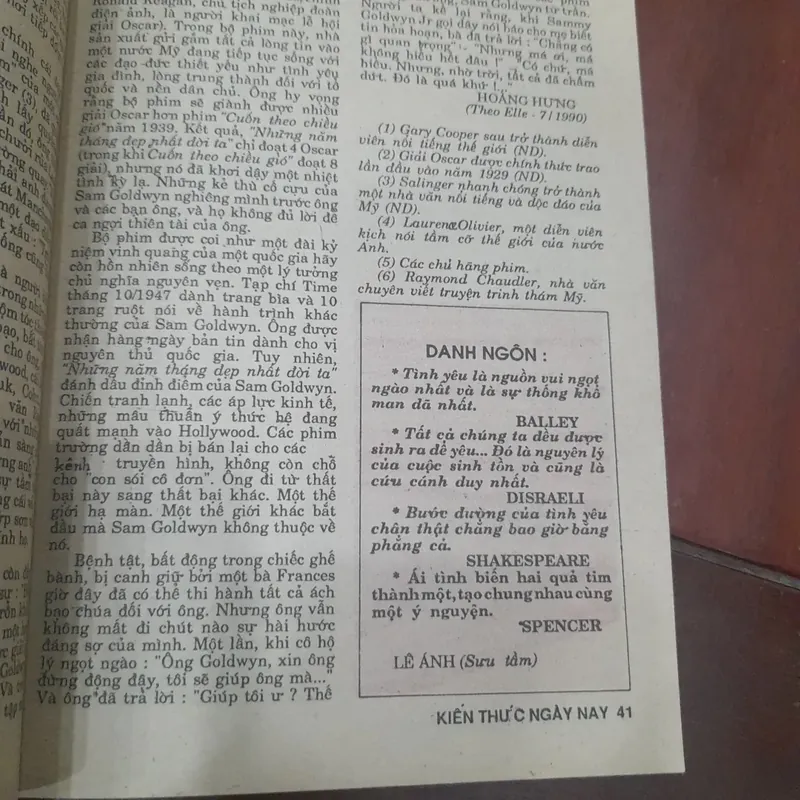 Ronald Reagan, chủ tịch nghiệp đoàn
điện ảnh, là người khai mạc lễ hội
giải Oscar). Trong bộ phim này, nhà
sản xuất gửi gắm tất cả lòng tin vào
một nước Mỹ đang tiếp tục sống với
các đạo đức thiết yếu như tình yêu
gia đình, lòng trung thành đối với tổ
quốc và nền dân chủ. Ông hy vọng
rằng bộ phim sẽ giành được nhiều
giải Oscar hơn phim "Cuốn theo chiều
gió" năm 1939. Kết quả, "Những năm
tháng đẹp nhất đời ta" chỉ đoạt 4 Oscar
(trong khi Cuốn theo chiều gió" đoạt 8
giải), nhưng nó đã khơi dậy một nhiệt
tình kỳ lạ. Những kẻ thù cố cựu của
Sam Goldwyn nghiêng mình trước ông
và các bạn ông, và họ không đủ lời để
ca ngợi thiên tài của ông.
Bộ phim được coi như một đài kỷ
niệm vinh quang của một quốc gia hãy
còn hồn nhiên sống theo một lý tưởng
chủ nghĩa nguyên vẹn. Tạp chí Time
tháng 10/1947 dành trang bìa và 10
trang ruột nói về hành trình khác
thường của Sam Goldwyn. Ông được
nhận hàng ngày bản tin dành cho vị
nguyên thủ quốc gia. Tuy nhiên,
"Những năm tháng đẹp nhất đời ta"
đánh dấu đỉnh điểm của Sam Goldwyn.
Chiến tranh lạnh, các áp lực kinh tế,
những mâu thuẫn ý thức hệ đang
quất mạnh vào Hollywood. Các phim
trường dần dần bị bán lại cho các
kênh truyền hình, không còn chỗ
cho "con sói cô đơn". Ông đi từ thất
bại này sang thất bại khác. Một thế
giới hạ màn. Một thế giới khác bắt
đầu mà Sam Goldwyn không thuộc về
nó.
Bệnh tật, bất động trong chiếc ghế
bành, bị canh giữ bởi một bà Frances
giờ đây đã có thể thi hành tất cả ách
bạo chúa đối với ông. Nhưng ông vẫn
không mất đi chút nào sự hài hước
đáng sợ của mình. Một lần, khi cô hộ
lý ngọt ngào : "Ông Goldwyn, xin ông
đừng động đậy, tôi sẽ giúp ông mà..."
Và ông đã trả lời : "Giúp tôi ư ? Thế
Sam Goldwyn từ trần.
Người ta kể lại rằng, khi Sammy
Goldwyn Jr gọi dây nói báo cho mẹ biết
tin hỏa hoạn, bà đã trả lời : "Chẳng có
gì quan trọng". - "Nhưng má ơi, má
không hiểu hết đâu !" "Có chứ, má
hiểu. Nhưng, nhờ trời, tất cả đã chấm
dứt. Đó là quá khứ !..."
HOÀNG HƯNG
(Theo Elle - 7/1990)
(1) Gary Cooper sau trở thành diễn
viên nổi tiếng thế giới (ND).
(2) Giải Oscar được chính thức trao
lần đầu vào năm 1929 (ND).
(3) Salinger nhanh chóng trở thành
một nhà văn nổi tiếng và độc đáo của
Mỹ (ND).
(4) Laurence Olivier, một diễn viên
kịch nói tầm cỡ thế giới của nước
Anh.
(5) Các chủ hãng phim.
(6) Raymond Chaudler, nhà văn
chuyên viết truyện trinh thám Mỹ.
DANH NGÔN :
* Tình yêu là nguồn vui ngọt
ngào nhất và là sự thống khổ
man dã nhất.
BALLEY
* Tất cả chúng ta đều được
sinh ra để yêu... Đó là nguyên lý
của cuộc sinh tồn và cũng là
cứu cánh duy nhất.
DISRAELI
* Bước đường của tình yêu
chân thật chẳng bao giờ bằng
phẳng cả.
SHAKESPEARE
* Ái tình biến hai quả tim
thành một, tạo chung nhau cùng
một ý nguyện.
SPENCER
LÊ ÁNH (Sưu tầm)
KIẾN THỨC NGÀY NAY 41